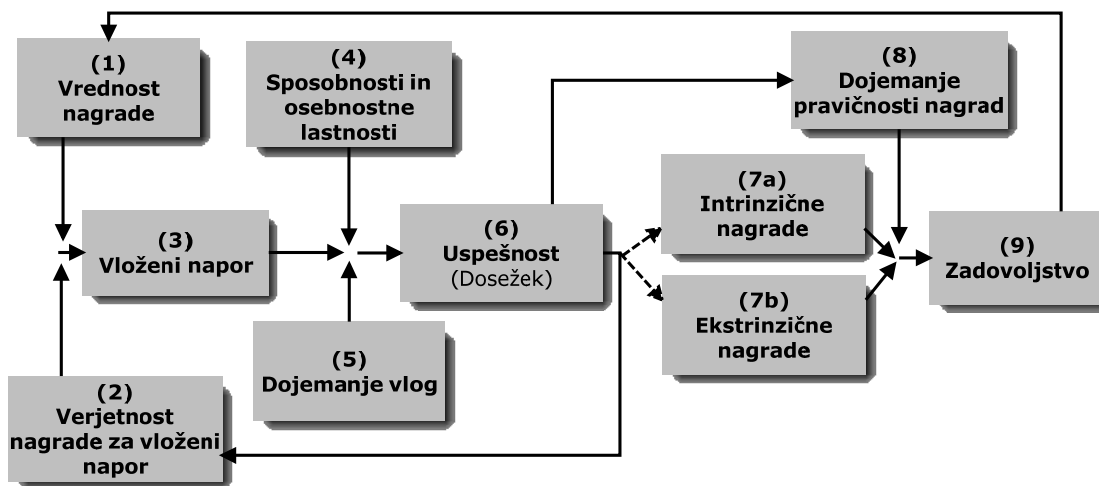 (1)
Vrednost
nagrade
(4)
Sposobnosti in
osebnostne
lastnosti
(8)
Dojemanje
pravičnosti nagrad
(3)
Vloženi napor
(6)
Uspešnost
(Dosežek)
(7a)
Intrinzične
nagrade
(7b)
Ekstrinzične
nagrade
(9)
Zadovoljstvo
(5)
Dojemanje vlog
(2)
Verjetnost
nagrade za vloženi
napor